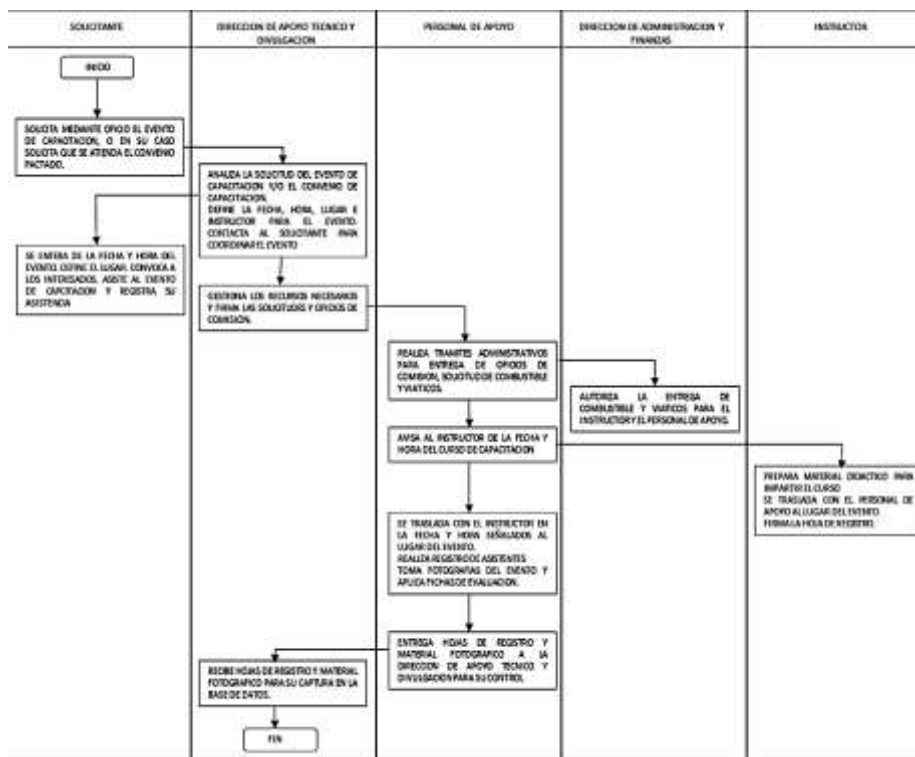 SOLICITANTE
DIRECCION DE APOYO TECNICO Y
DIVULGACION
PERSONAL DE APOYO
DIRECCION DE ADMINISTRACION Y
FINANZAS
INSTRUCTOR
INICIO
SOLICITA MEDIANTE OFICIO EL EVENTO
DE CAPACITACION, O EN SU CASO
SOLICITA QUE SE ATIENDA EL CONVENIO
PACTADO.
ANALIZA LA SOLICITUD DEL EVENTO DE
CAPACITACION Y/O EL CONVENIO DE
CAPACITACION.
DEFINE LA FECHA, HORA, LUGAR E
INSTRUCTOR PARA EL EVENTO.
CONTACTA AL SOLICITANTE PARA
COORDINAR EL EVENTO
SE ENTERA DE LA FECHA Y HORA DEL
EVENTO. DEFINE EL LUGAR. CONVOCA A
LOS INTERESADOS. ASISTE AL EVENTO
DE CAPCITACION Y REGISTRA SU
ASISTENCIA
GESTIONA LOS RECURSOS NECESARIOS
Y FIRMA LAS SOLICITUDES Y OFICIOS DE
COMISION.
REALIZA TRAMITES ADMINISTRATIVOS
PARA ENTREGA DE OFICIOS DE
COMISION, SOLICITUD DE COMBUSTIBLE
Y VIATICOS.
AUTORIZA LA ENTREGA DE
COMBUSTIBLE Y VIATICOS PARA EL
INSTRUCTOR Y EL PERSONAL DE APOYO.
AVISA AL INSTRUCTOR DE LA FECHA Y
HORA DEL CURSO DE CAPACITACION
PREPARA MATERIAL DIDACTICO PARA
IMPARTIR EL CURSO
SE TRASLADA CON EL PERSONAL DE
APOYO AL LUGAR DEL EVENTO.
FIRMA LA HOJA DE REGISTRO.
SE TRASLADA CON EL INSTRUCTOR EN
LA FECHA Y HORA SEÑALADOS AL
LUGAR DEL EVENTO.
REALIZA REGISTRO DE ASISTENTES
TOMA FOTOGRAFIAS DEL EVENTO Y
APLICA FICHAS DE EVALUACION.
ENTREGA HOJAS DE REGISTRO Y
MATERIAL FOTOGRAFICO A LA
DIRECCION DE APOYO TECNICO Y
DIVULGACION PARA SU CONTROL
RECIBE HOJAS DE REGISTRO Y MATERIAL
FOTOGRAFICO PARA SU CAPTURA EN LA
BASE DE DATOS.
FIN